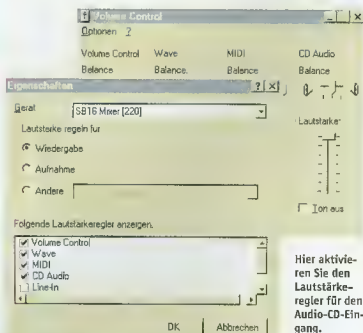 Volume Control
Optionen ?
Volume Control Wave MIDI CD Audio
Balance Balance. Balance Balance
Eigenschaften
Gerät SB16 Mixer [220]
Lautstärke regeln für
Wiedergabe
Aufnahme
Andere
Folgende Lautstärkeregler anzeigen.
Volume Control
Wave
MIDI
CD Audio
Line-In
OK Abbrechen
Lautstärke
Ton aus
Hier aktivie-
ren Sie den
Lautstärke-
regler für den
Audio-CD-Ein-
gang.